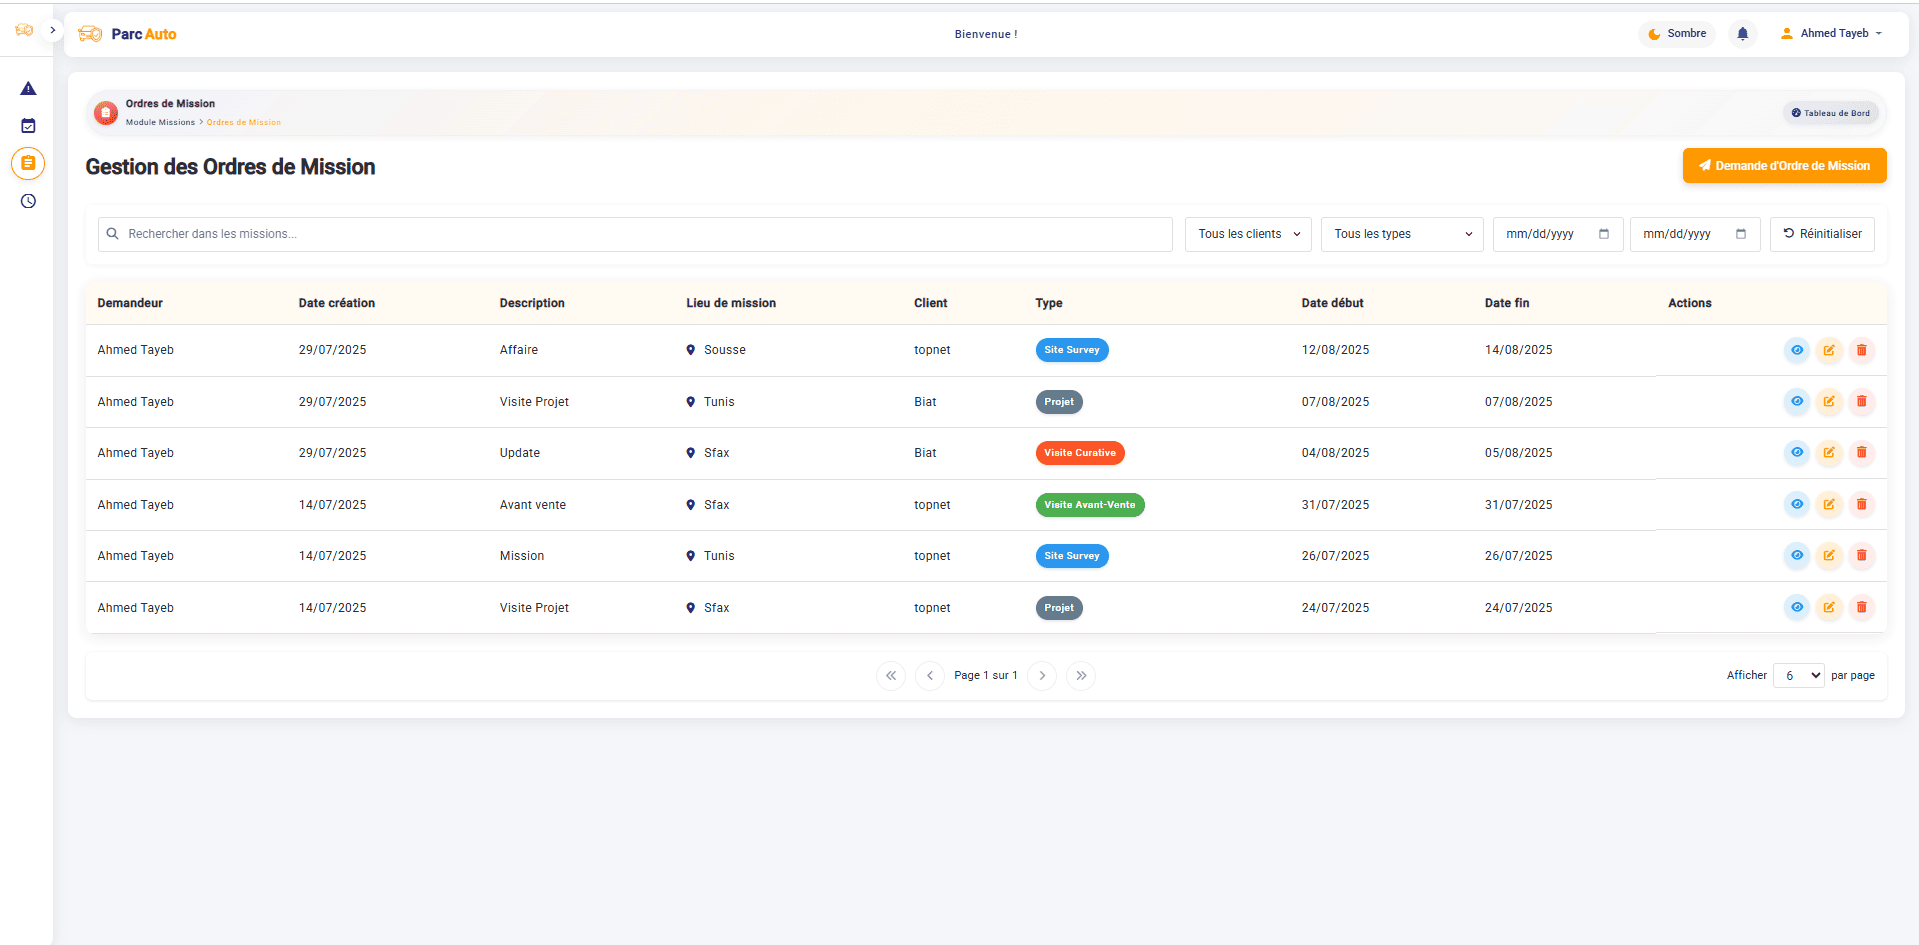 Parc Auto
Bienvenue !
Sombre
Ahmed Tayeb
Ordres de Mission
Module Missions > Ordres de Mission
Tableau de Bord
Gestion des Ordres de Mission
Demande d'Ordre de Mission
Rechercher dans les missions...
Tous les clients
Tous les types
mm/dd/yyyy
mm/dd/yyyy
Réinitialiser
Demandeur Date création Description Lieu de mission Client Type Date début Date fin Actions
Ahmed Tayeb 29/07/2025 Affaire Sousse topnet Site Survey 12/08/2025 14/08/2025
Ahmed Tayeb 29/07/2025 Visite Projet Tunis Biat Projet 07/08/2025 07/08/2025
Ahmed Tayeb 29/07/2025 Update Sfax Biat Visite Curative 04/08/2025 05/08/2025
Ahmed Tayeb 14/07/2025 Avant vente Sfax topnet Visite Avant-Vente 31/07/2025 31/07/2025
Ahmed Tayeb 14/07/2025 Mission Tunis topnet Site Survey 26/07/2025 26/07/2025
Ahmed Tayeb 14/07/2025 Visite Projet Sfax topnet Projet 24/07/2025 24/07/2025
Page 1 sur 1
Afficher 6 par page